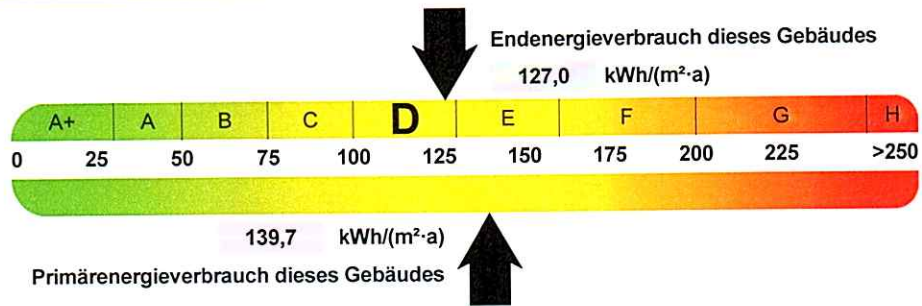 Endenergieverbrauch dieses Gebäudes
127,0 kWh/(m²·a)
A+ A B C D E F G H
0 25 50 75 100 125 150 175 200 225 >250
139,7 kWh/(m²·a)
Primärenergieverbrauch dieses Gebäudes